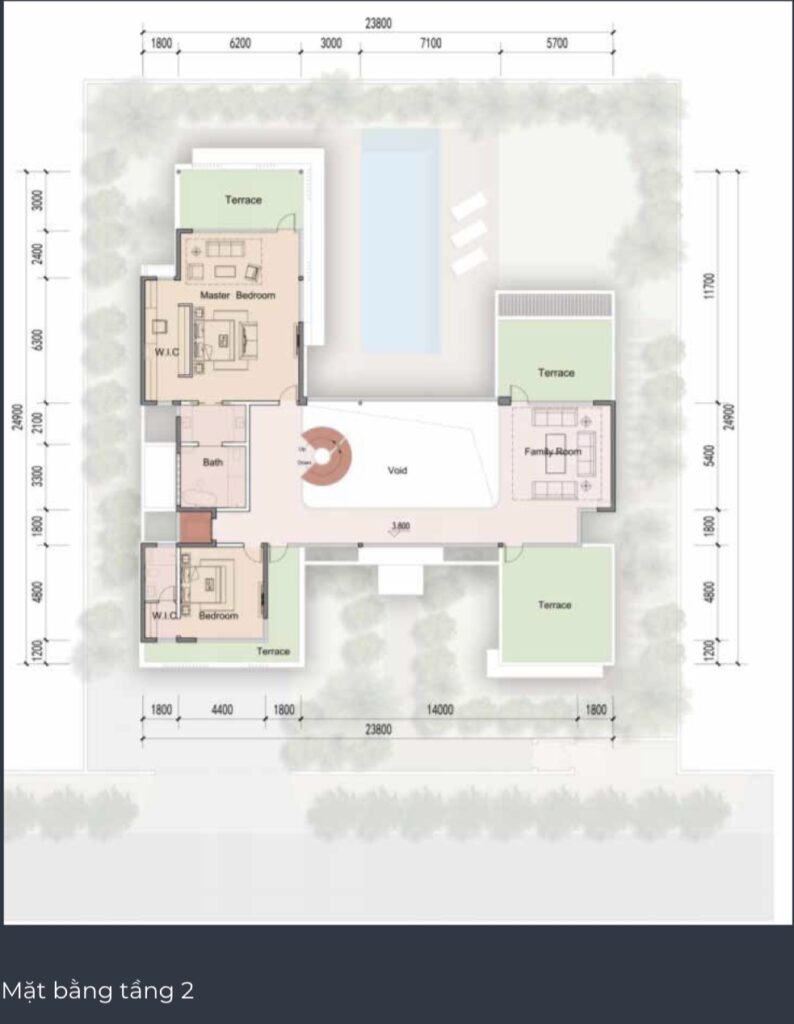 23800
1800 6200 3000 7100 5700
3000
2400
6300
2100
3300
1800
4800
1200
24900
Terrace
Master Bedroom
W.I.C
Bath
Up
Down
Void
3.800
Terrace
Family Room
W.I.C
Bedroom
Terrace
Terrace
11700
5400
1800
4800
1200
24900
1800 4400 1800 14000 1800
23800
Mặt bằng tầng 2